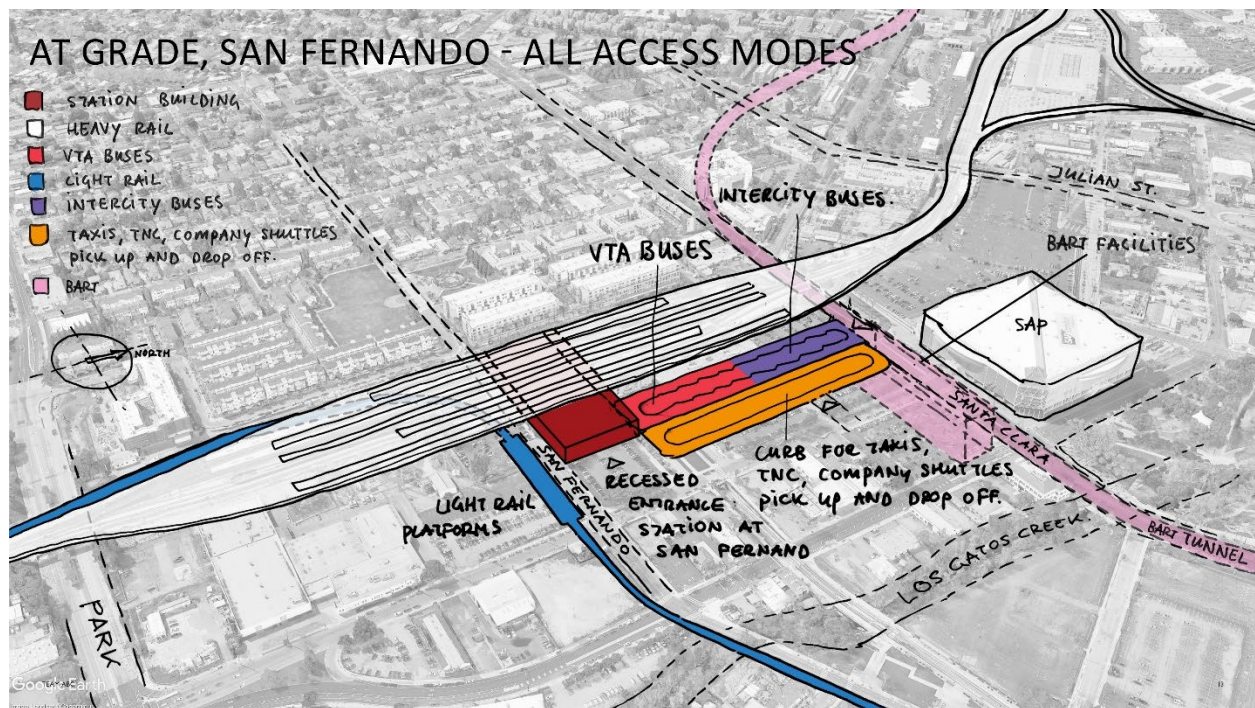 AT GRADE, SAN FERNANDO - ALL ACCESS MODES
STATION BUILDING
HEAVY RAIL
VTA BUSES
LIGHT RAIL
INTERCITY BUSES
TAXIS, TNC, COMPANY SHUTTLES
PICK UP AND DROP OFF.
BART
NORTH
JULIAN ST.
INTERCITY BUSES.
VTA BUSES
BART FACILITIES
SAP
SANTA CLARA
SAN FERNANDO
LIGHT RAIL
PLATFORMS
RECESSED
ENTRANCE
STATION AT
SAN FERNAND
CURB FOR TAXIS,
TNC, COMPANY SHUTTLES
PICK UP AND DROP OFF.
LOS GATOS CREEK.
BART TUNNEL
PARK
Google Earth
13